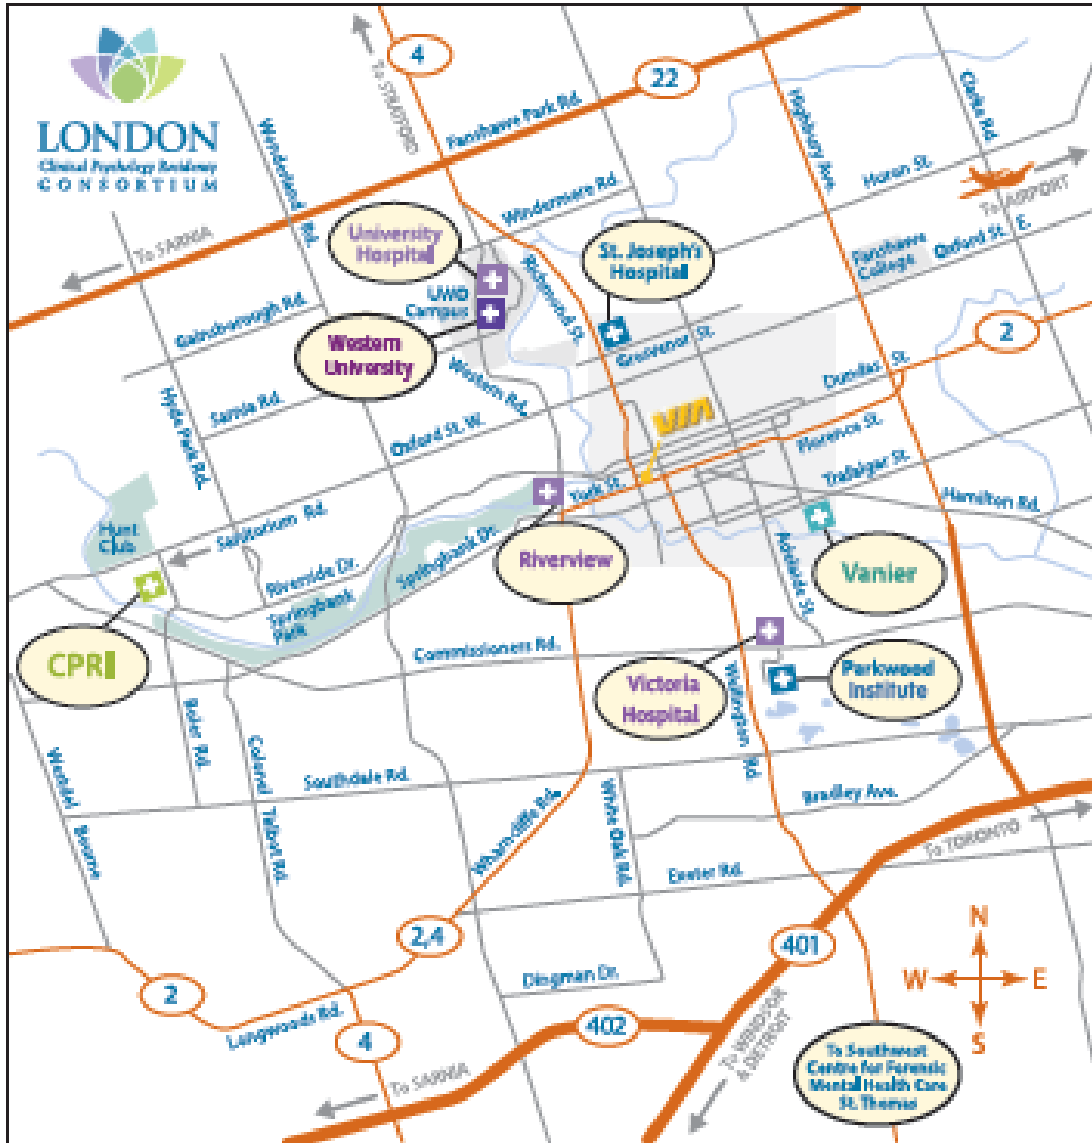 LONDON
Clinical Psychology Residency
CONSORTIUM
To STRATFORD
4
22
Fanshawe Park Rd.
Wonderland Rd.
Highbury Ave.
Clarke Rd.
Huron St.
To AIRPORT
Windermere Rd.
To SARNIA
University
Hospital
St. Joseph's
Hospital
Richmond St.
Fanshawe
College
Oxford St. E.
UWO
Campus
Gainsborough Rd.
Western
University
Grosvenor St.
2
Dundas St.
Hyde Park Rd.
Sarnia Rd.
Western Rd.
Oxford St. W.
VIA
Florence St.
Trafalgar St.
York St.
Hamilton Rd.
Hunt
Club
Rd.
Riverside Dr.
Springbank Dr.
Springbank
Park
Riverview
Adelaide St.
Vanier
CPRI
Commissioners Rd.
Victoria
Hospital
Parkwood
Institute
Wellington Rd.
Boler Rd.
Colonel Talbot Rd.
Southdale Rd.
Wharncliffe Rd.
White Oak Rd.
Bradley Ave.
Bourne
To TORONTO
Exeter Rd.
2,4
401
N
W
E
S
2
Dingman Dr.
Longwoods Rd.
4
402
To SARNIA
To WINDSOR
& DETROIT
To Southwest
Centre for Forensic
Mental Health Care
St. Thomas